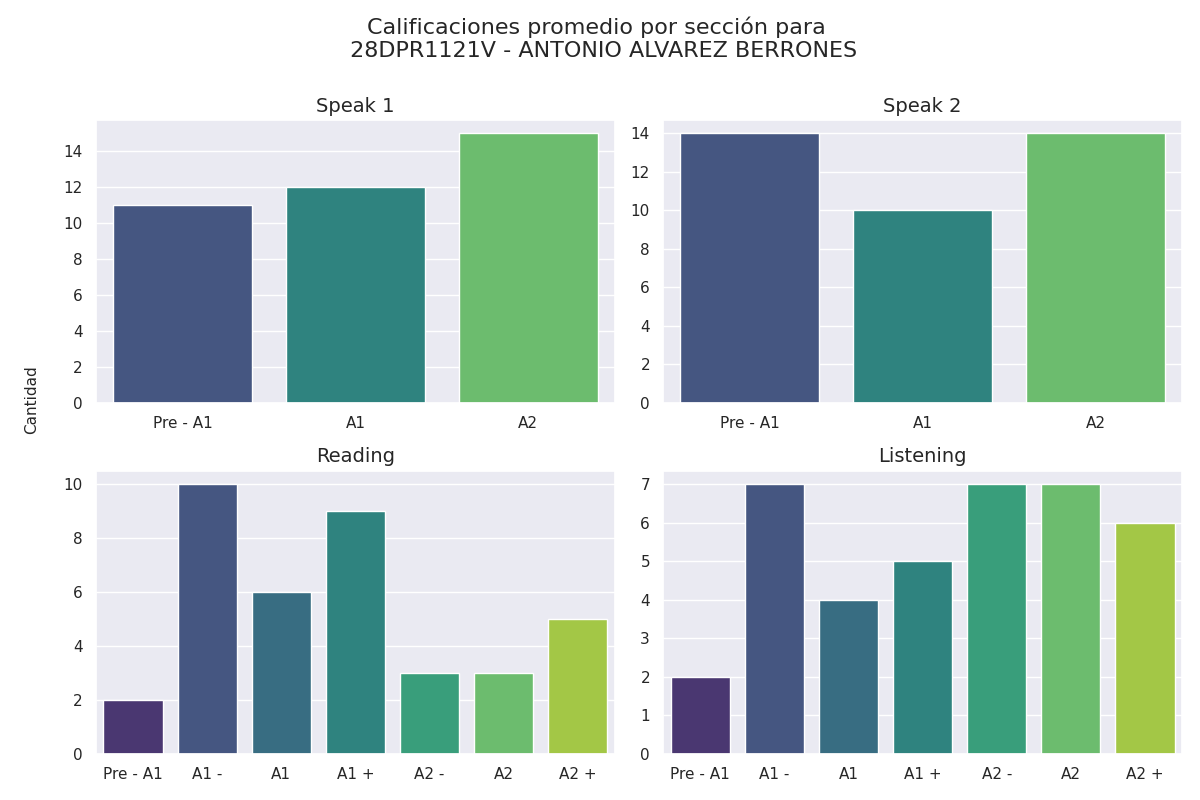 Calificaciones promedio por sección para
28DPR1121V - ANTONIO ALVAREZ BERRONES
Speak 1
14
12
10
8
6
4
2
0
Pre - A1 A1 A2
Speak 2
14
12
10
8
6
4
2
0
Pre - A1 A1 A2
Cantidad
Reading
10
8
6
4
2
0
Pre - A1 A1 - A1 A1 + A2 - A2 A2 +
Listening
7
6
5
4
3
2
1
0
Pre - A1 A1 - A1 A1 + A2 - A2 A2 +